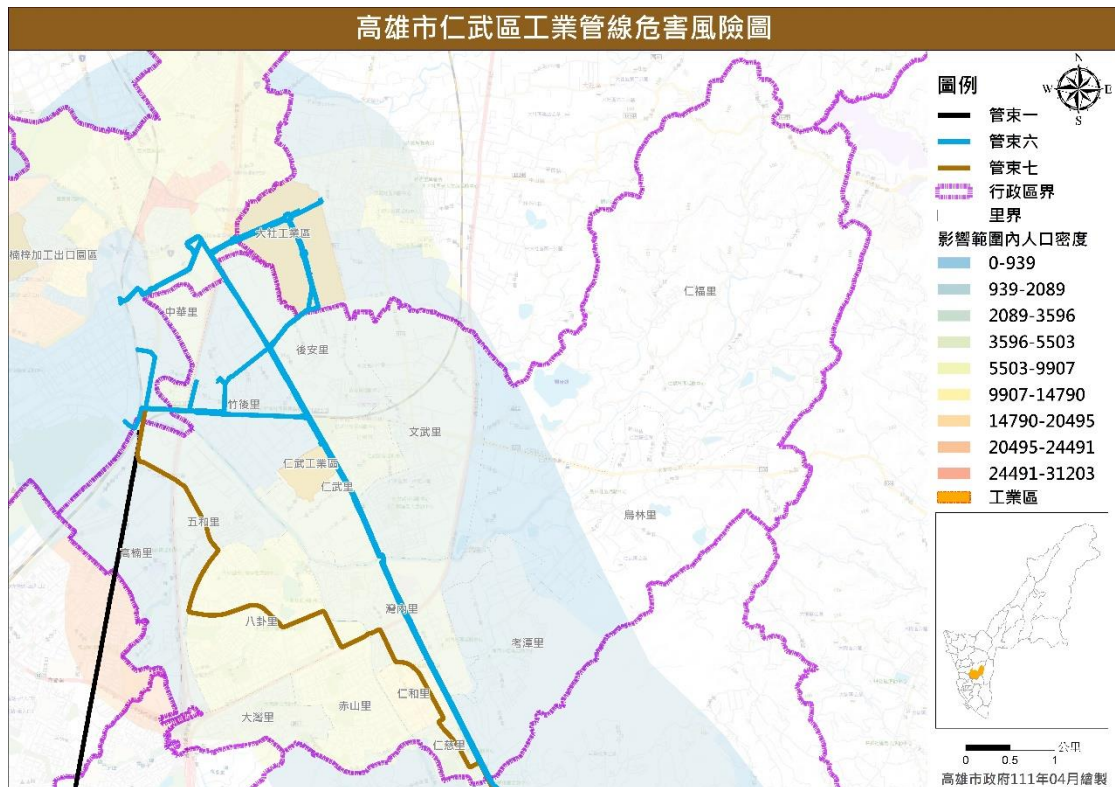 高雄市仁武區工業管線危害風險圖
圖例
N
W
E
S
管束一
管束六
管束七
行政區界
里界
影響範圍內人口密度
0-939
939-2089
2089-3596
3596-5503
5503-9907
9907-14790
14790-20495
20495-24491
24491-31203
工業區
大社工業區
楠梓加工出口園區
仁福里
中華里
後安里
竹後里
文武里
仁武工業區
仁武里
烏林里
五和里
高楠里
灣內里
八卦里
考潭里
仁和里
赤山里
大灣里
仁慈里
0 0.5 1 公里
高雄市政府111年04月繪製